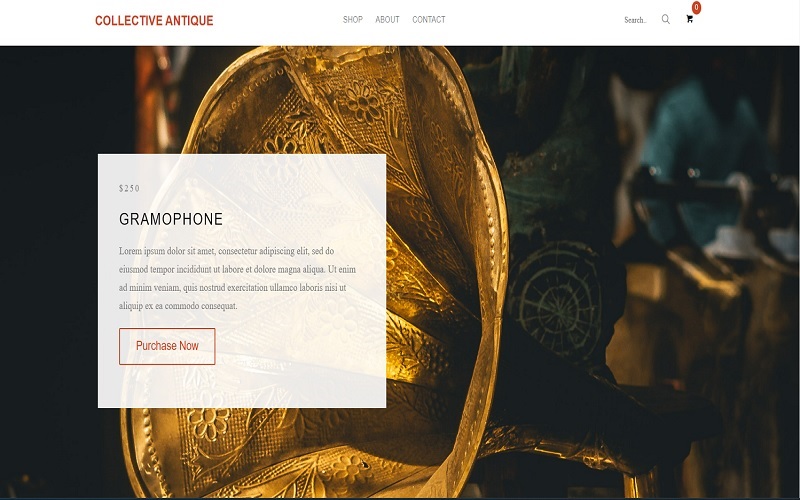 COLLECTIVE ANTIQUE
SHOP ABOUT CONTACT
Search..
0
$250
GRAMOPHONE
Lorem ipsum dolor sit amet, consectetur adipiscing elit, sed do
eiusmod tempor incididunt ut labore et dolore magna aliqua. Ut enim
ad minim veniam, quis nostrud exercitation ullamco laboris nisi ut
aliquip ex ea commodo consequat.
Purchase Now